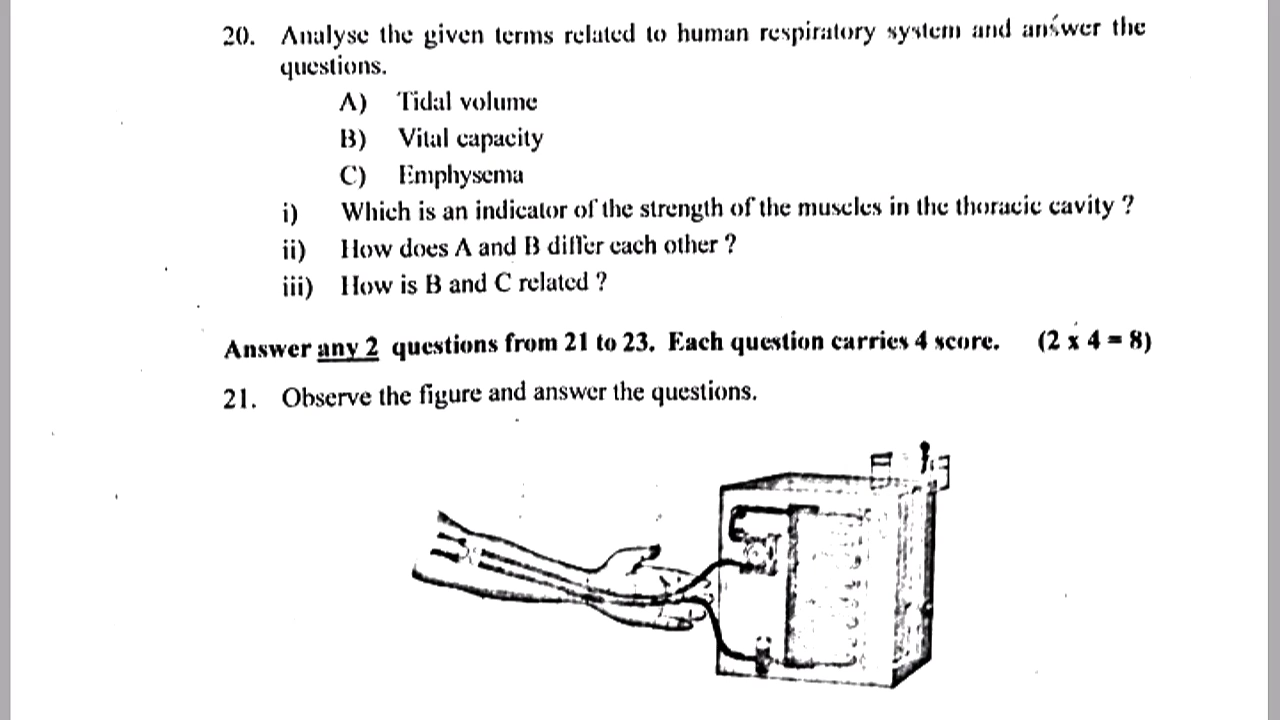 20. Analyse the given terms related to human respiratory system and answer the
questions.
A) Tidal volume
B) Vital capacity
C) Emphysema
i) Which is an indicator of the strength of the muscles in the thoracic cavity ?
ii) How does A and B differ each other ?
iii) How is B and C related ?
Answer any 2 questions from 21 to 23. Each question carries 4 score. (2 x 4 = 8)
21. Observe the figure and answer the questions.